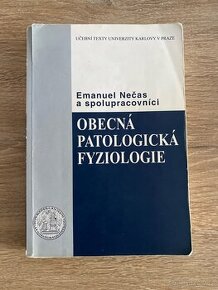 UČEBNÍ TEXTY UNIVERZITY KARLOVY V PRAZE
Emanuel Nečas
a spolupracovníci
OBECNÁ
PATOLOGICKÁ
FYZIOLOGIE